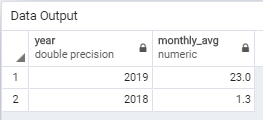 Data Output
year monthly_avg
double precision numeric
1 2019 23.0
2 2018 1.3